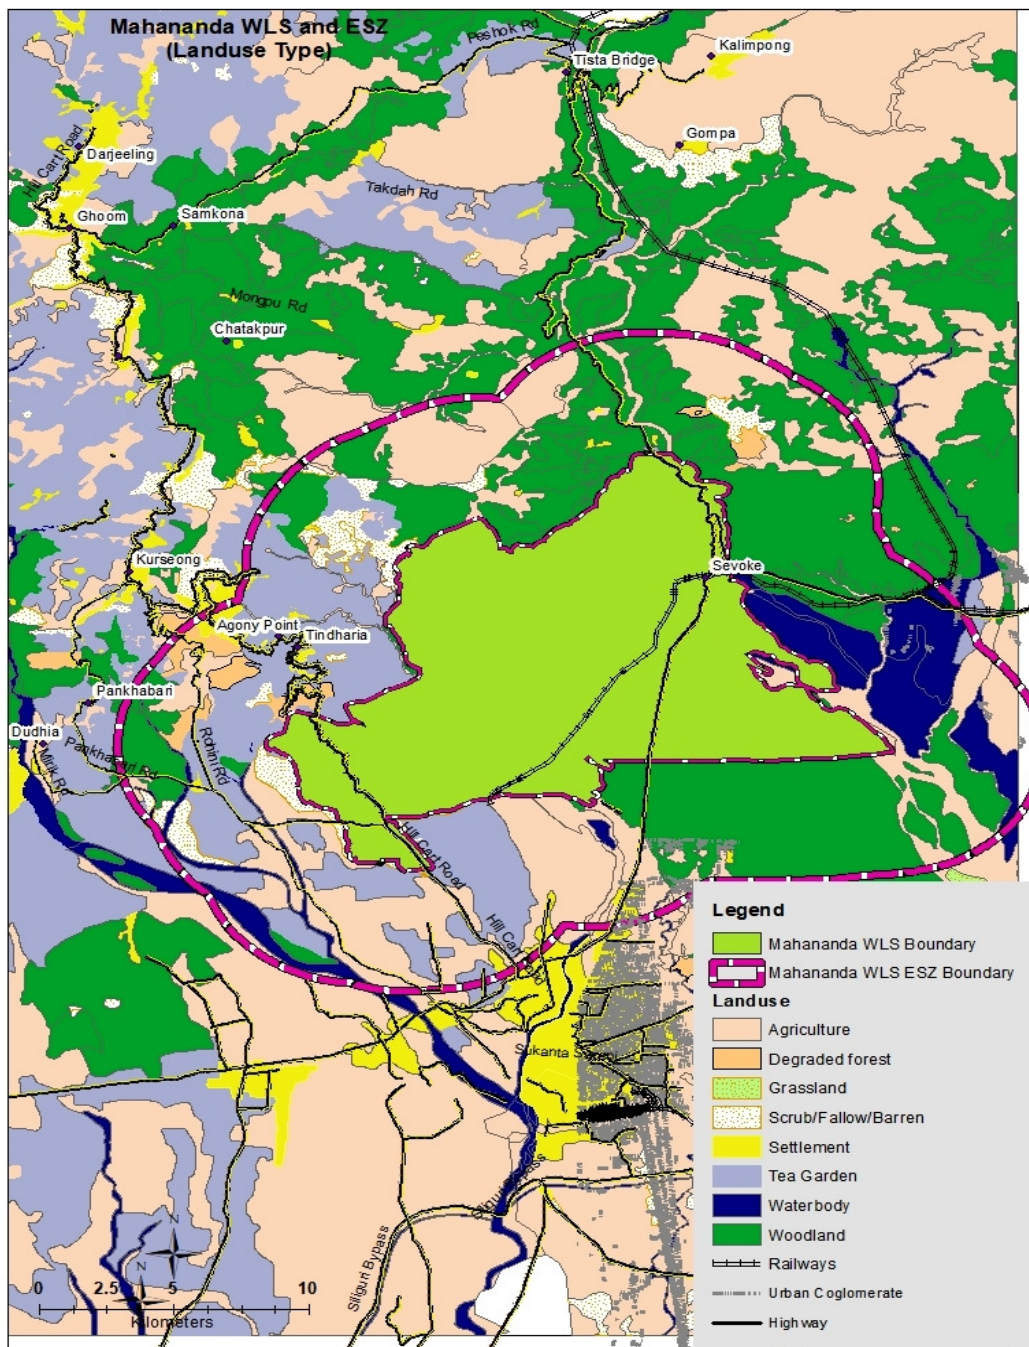 Mahananda WLS and ESZ
(Landuse Type)
Peshok Rd
Kalimpong
Tista Bridge
Hill Cart Road
Darjeeling
Gompa
Takdah Rd
Ghoom
Samkona
Mongpu Rd
Chatakpur
Kurseong
Sevoke
Agony Point
Tindharia
Pankhabari
Dudhia
Pankhabari Rd
Mirik Rd
Rohini Rd
Hill Cart Road
Siliguri Bypass
N
N
0 2.5 5 10
Kilometers
Legend
Mahananda WLS Boundary
Mahananda WLS ESZ Boundary
Landuse
Agriculture
Degraded forest
Grassland
Scrub/Fallow/Barren
Settlement
Tea Garden
Waterbody
Woodland
Railways
Urban Coglomerate
Highway